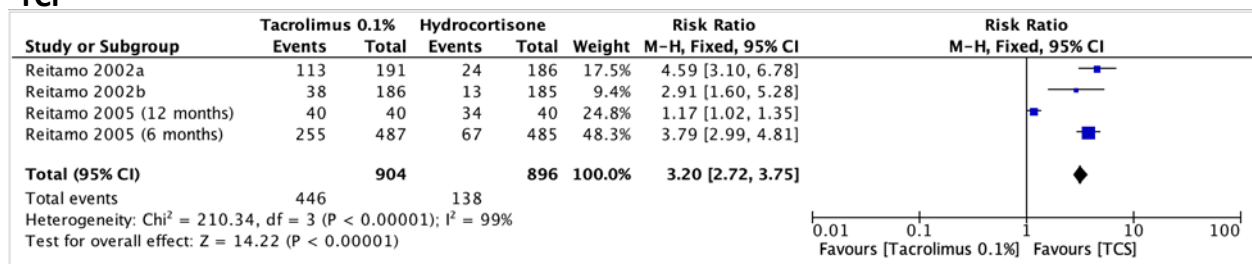 TCI
Tacrolimus 0.1% Hydrocortisone Risk Ratio Risk Ratio
Study or Subgroup Events Total Events Total Weight M-H, Fixed, 95% CI M-H, Fixed, 95% CI
Reitamo 2002a 113 191 24 186 17.5% 4.59 [3.10, 6.78]
Reitamo 2002b 38 186 13 185 9.4% 2.91 [1.60, 5.28]
Reitamo 2005 (12 months) 40 40 34 40 24.8% 1.17 [1.02, 1.35]
Reitamo 2005 (6 months) 255 487 67 485 48.3% 3.79 [2.99, 4.81]
Total (95% CI) 904 896 100.0% 3.20 [2.72, 3.75]
Total events 446 138
Heterogeneity: Chi² = 210.34, df = 3 (P < 0.00001); I² = 99%
Test for overall effect: Z = 14.22 (P < 0.00001)
0.01 0.1 1 10 100
Favours [Tacrolimus 0.1%] Favours [TCS]